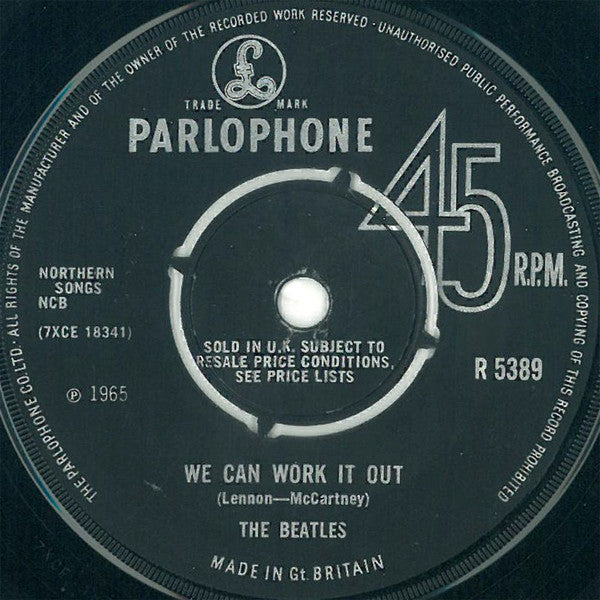 THE PARLOPHONE CO.LTD. · ALL RIGHTS OF THE MANUFACTURER AND OF THE OWNER OF THE RECORDED WORK RESERVED · UNAUTHORISED PUBLIC PERFORMANCE BROADCASTING AND COPYING OF THIS RECORD PROHIBITED
£
TRADE MARK
PARLOPHONE
45
R.P.M.
NORTHERN
SONGS
NCB
(7XCE 18341)
℗ 1965
SOLD IN U.K. SUBJECT TO
RESALE PRICE CONDITIONS,
SEE PRICE LISTS
R 5389
WE CAN WORK IT OUT
(Lennon—McCartney)
THE BEATLES
MADE IN Gt. BRITAIN